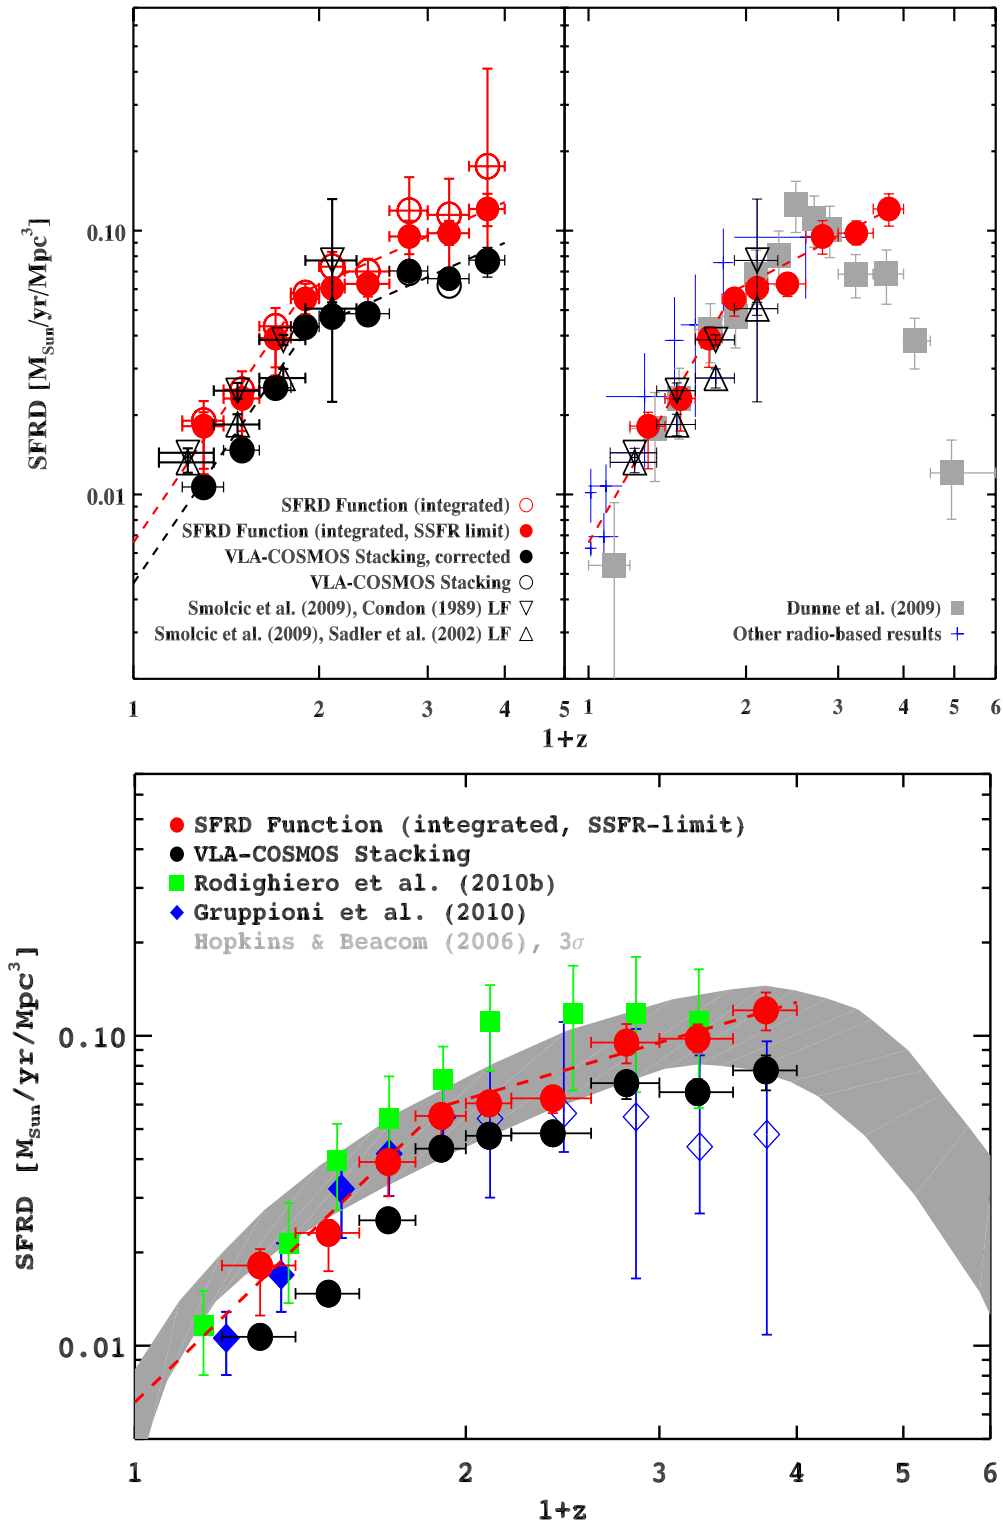 SFRD [M_Sun/yr/Mpc^3]
0.10
0.01
SFRD Function (integrated)
SFRD Function (integrated, SSFR limit)
VLA-COSMOS Stacking, corrected
VLA-COSMOS Stacking
Smolcic et al. (2009), Condon (1989) LF
Smolcic et al. (2009), Sadler et al. (2002) LF
Dunne et al. (2009)
Other radio-based results
1 2 3 4 5 1 2 3 4 5 6
1+z
SFRD Function (integrated, SSFR-limit)
VLA-COSMOS Stacking
Rodighiero et al. (2010b)
Gruppioni et al. (2010)
Hopkins & Beacom (2006), 3σ
SFRD [M_Sun/yr/Mpc^3]
0.10
0.01
1 2 3 4 5 6
1+z